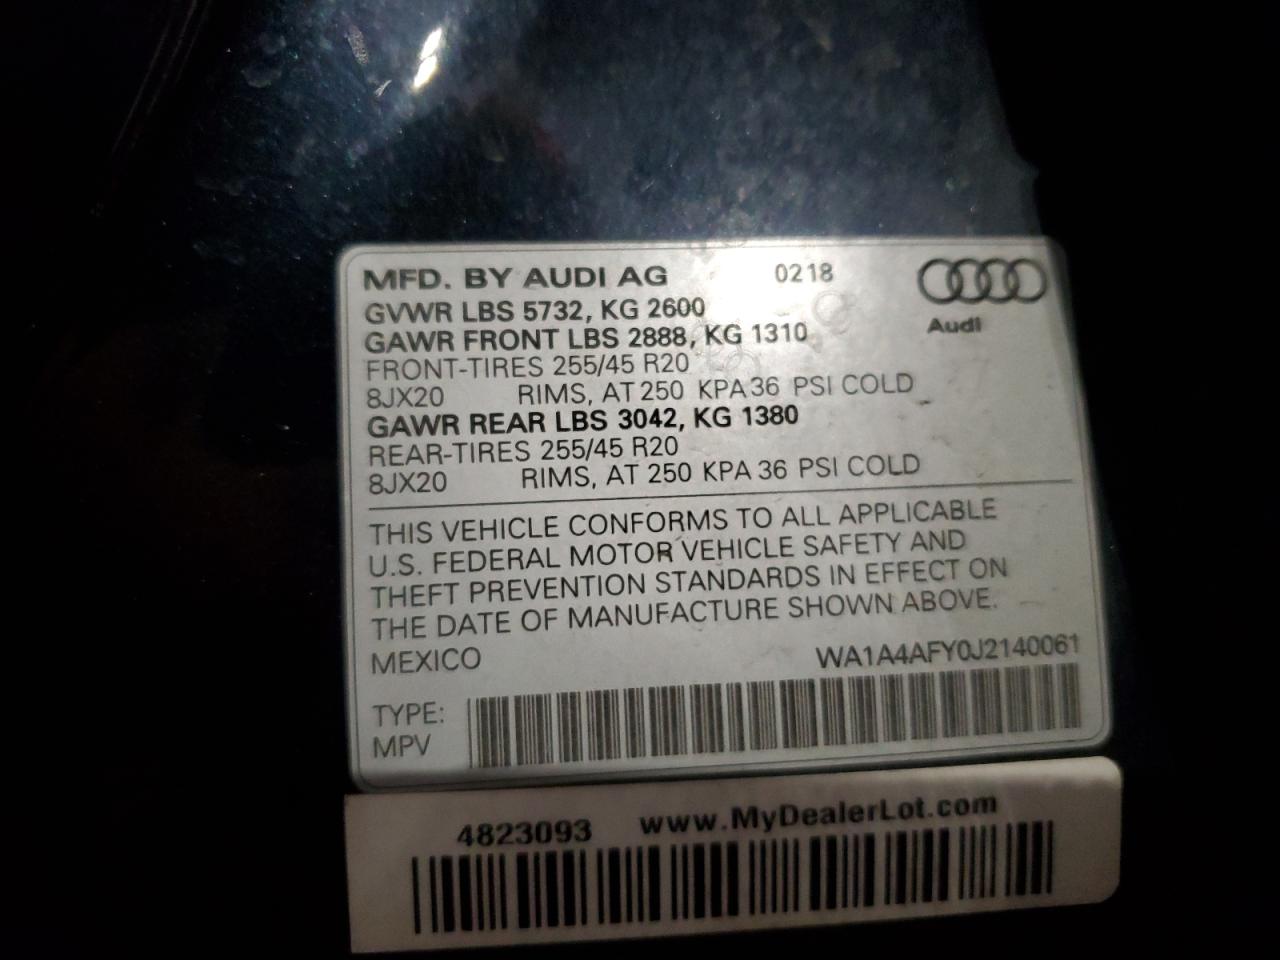 MFD. BY AUDI AG 0218
GVWR LBS 5732, KG 2600
GAWR FRONT LBS 2888, KG 1310
Audi
FRONT-TIRES 255/45 R20
8JX20 RIMS, AT 250 KPA 36 PSI COLD
GAWR REAR LBS 3042, KG 1380
REAR-TIRES 255/45 R20
8JX20 RIMS, AT 250 KPA 36 PSI COLD
THIS VEHICLE CONFORMS TO ALL APPLICABLE
U.S. FEDERAL MOTOR VEHICLE SAFETY AND
THEFT PREVENTION STANDARDS IN EFFECT ON
THE DATE OF MANUFACTURE SHOWN ABOVE.
MEXICO WA1A4AFY0J2140061
TYPE:
MPV
4823093 www.MyDealerLot.com